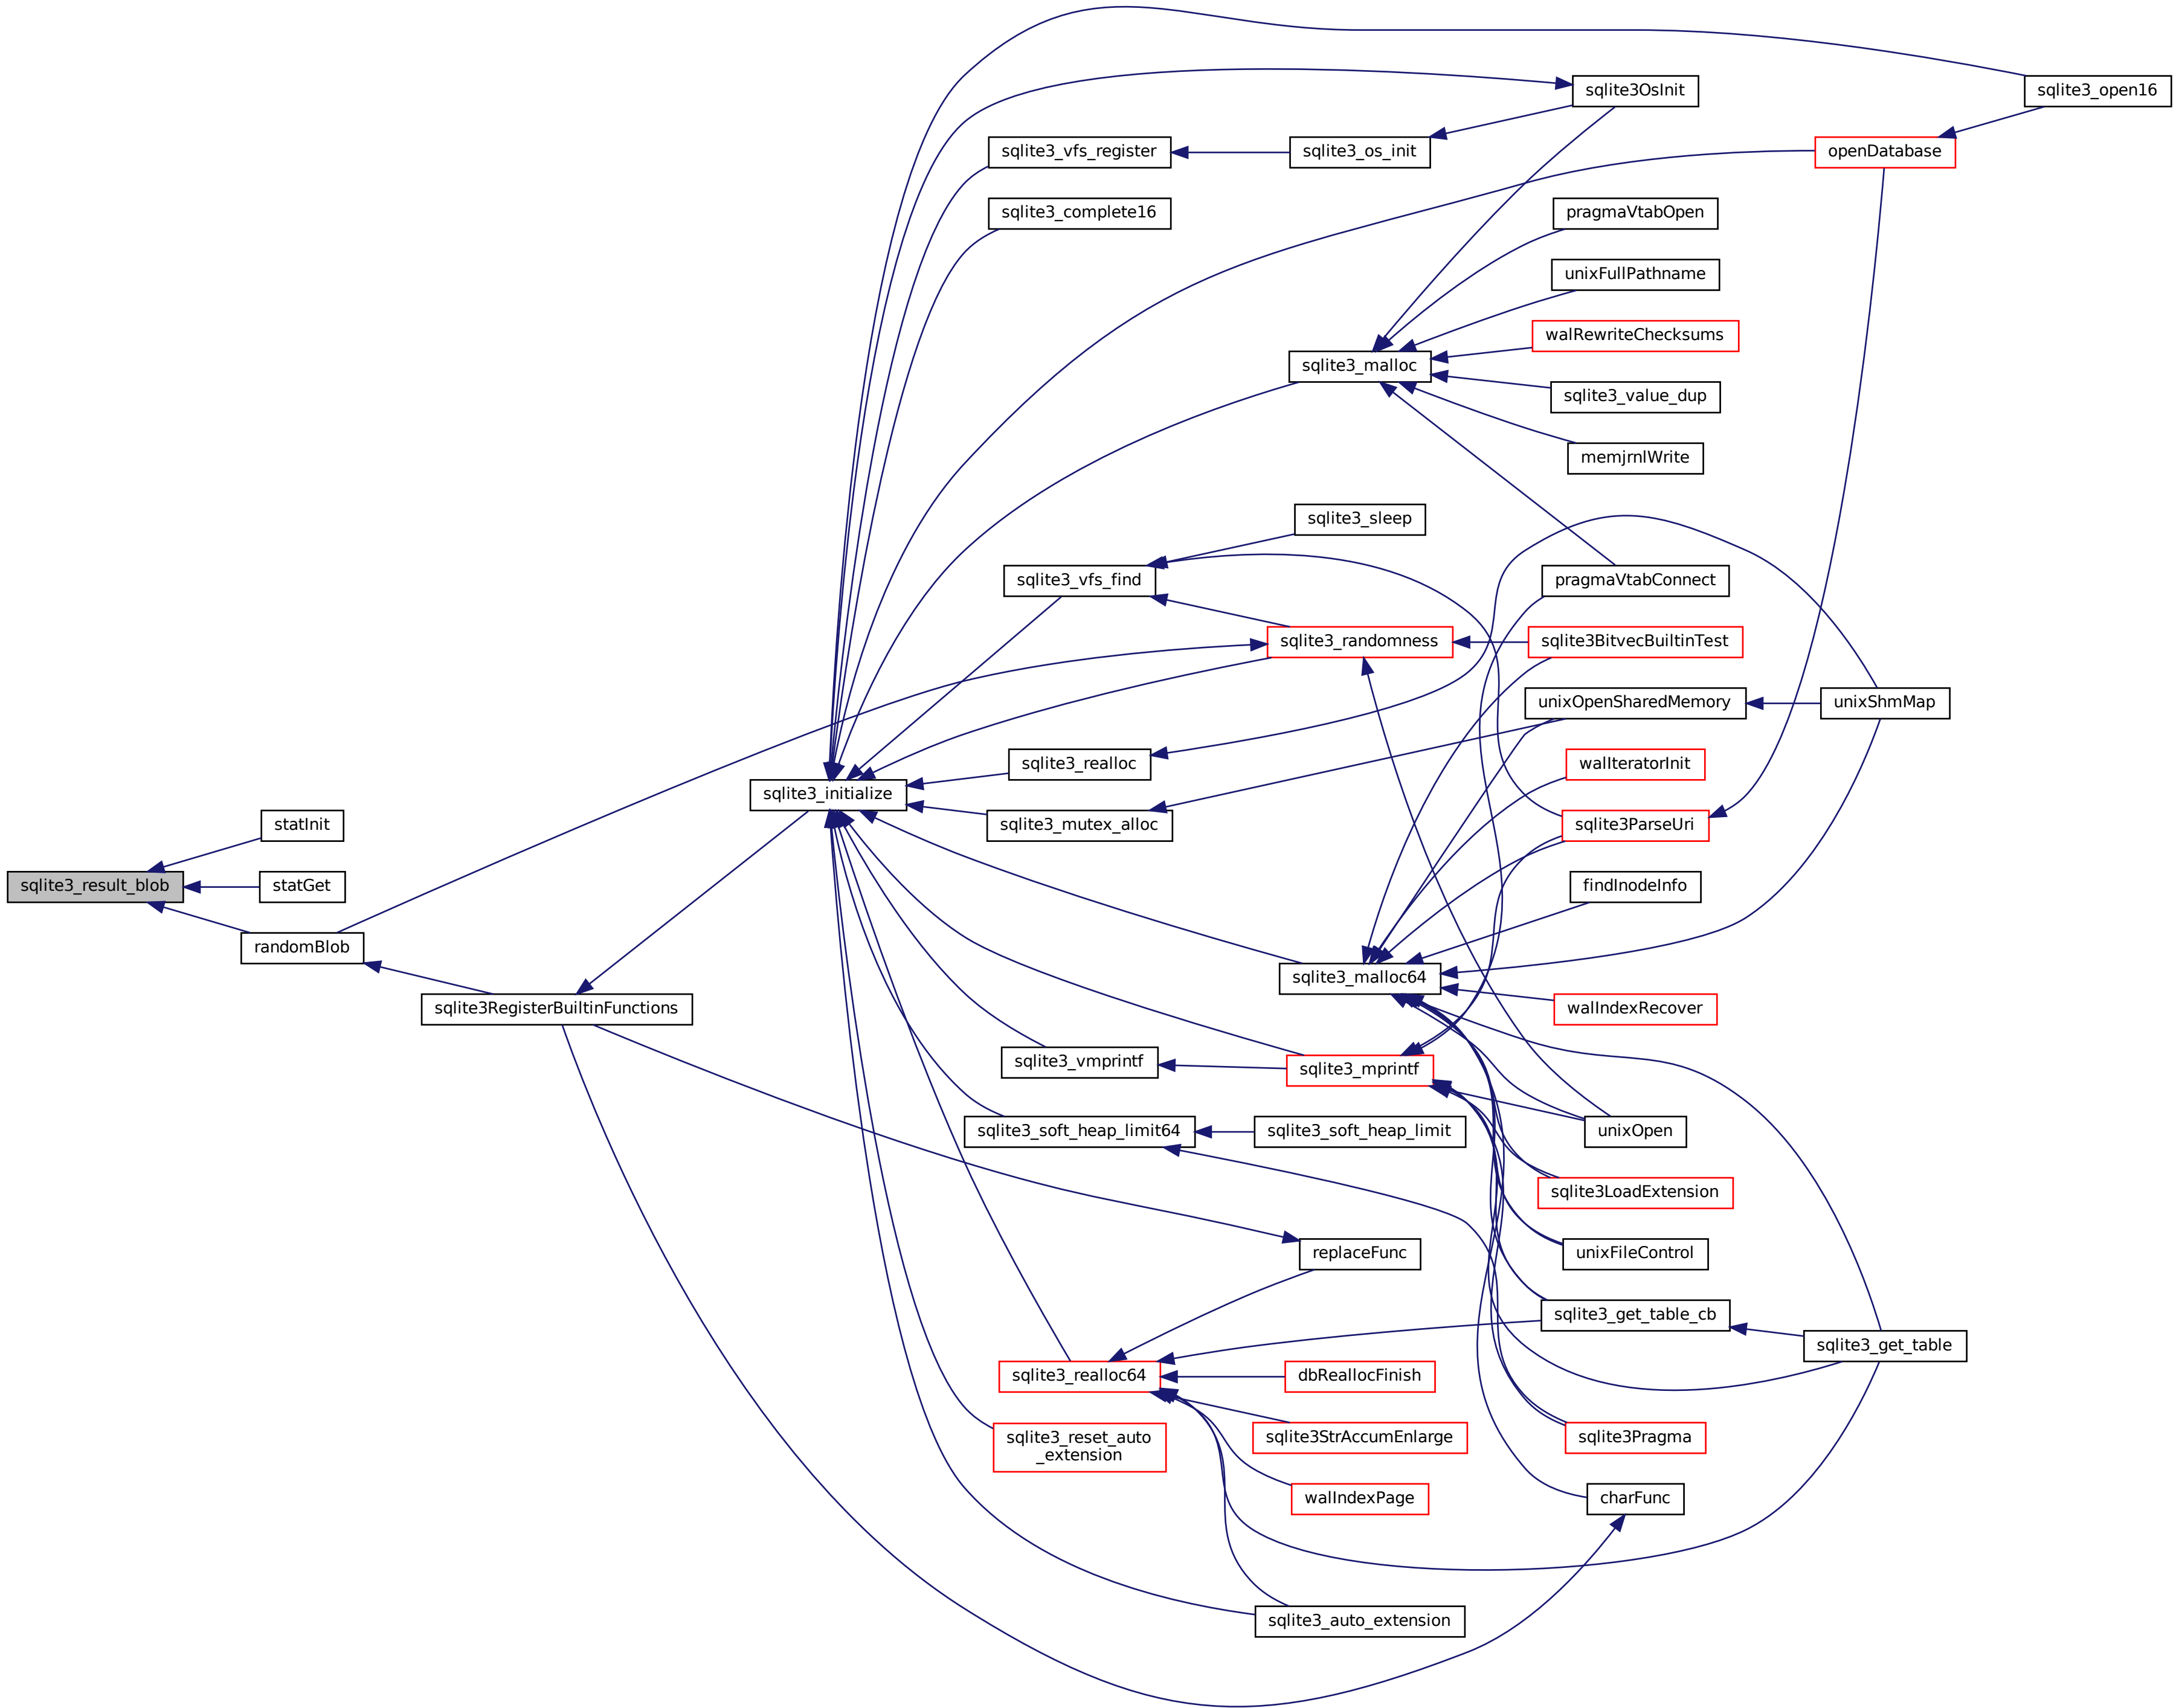 sqlite3_open16
sqlite3OsInit
sqlite3_vfs_register
sqlite3_os_init
openDatabase
sqlite3_complete16
pragmaVtabOpen
unixFullPathname
walRewriteChecksums
sqlite3_malloc
sqlite3_value_dup
memjrnlWrite
sqlite3_sleep
sqlite3_vfs_find
pragmaVtabConnect
sqlite3_randomness
sqlite3BitvecBuiltinTest
unixOpenSharedMemory
unixShmMap
sqlite3_realloc
walIteratorInit
sqlite3_initialize
statInit
sqlite3_mutex_alloc
sqlite3ParseUri
sqlite3_result_blob
statGet
findInodeInfo
randomBlob
sqlite3_malloc64
sqlite3RegisterBuiltinFunctions
walIndexRecover
sqlite3_vmprintf
sqlite3_mprintf
sqlite3_soft_heap_limit64
sqlite3_soft_heap_limit
unixOpen
sqlite3LoadExtension
replaceFunc
unixFileControl
sqlite3_get_table_cb
sqlite3_get_table
sqlite3_realloc64
dbReallocFinish
sqlite3_reset_auto
_extension
sqlite3StrAccumEnlarge
sqlite3Pragma
walIndexPage
charFunc
sqlite3_auto_extension